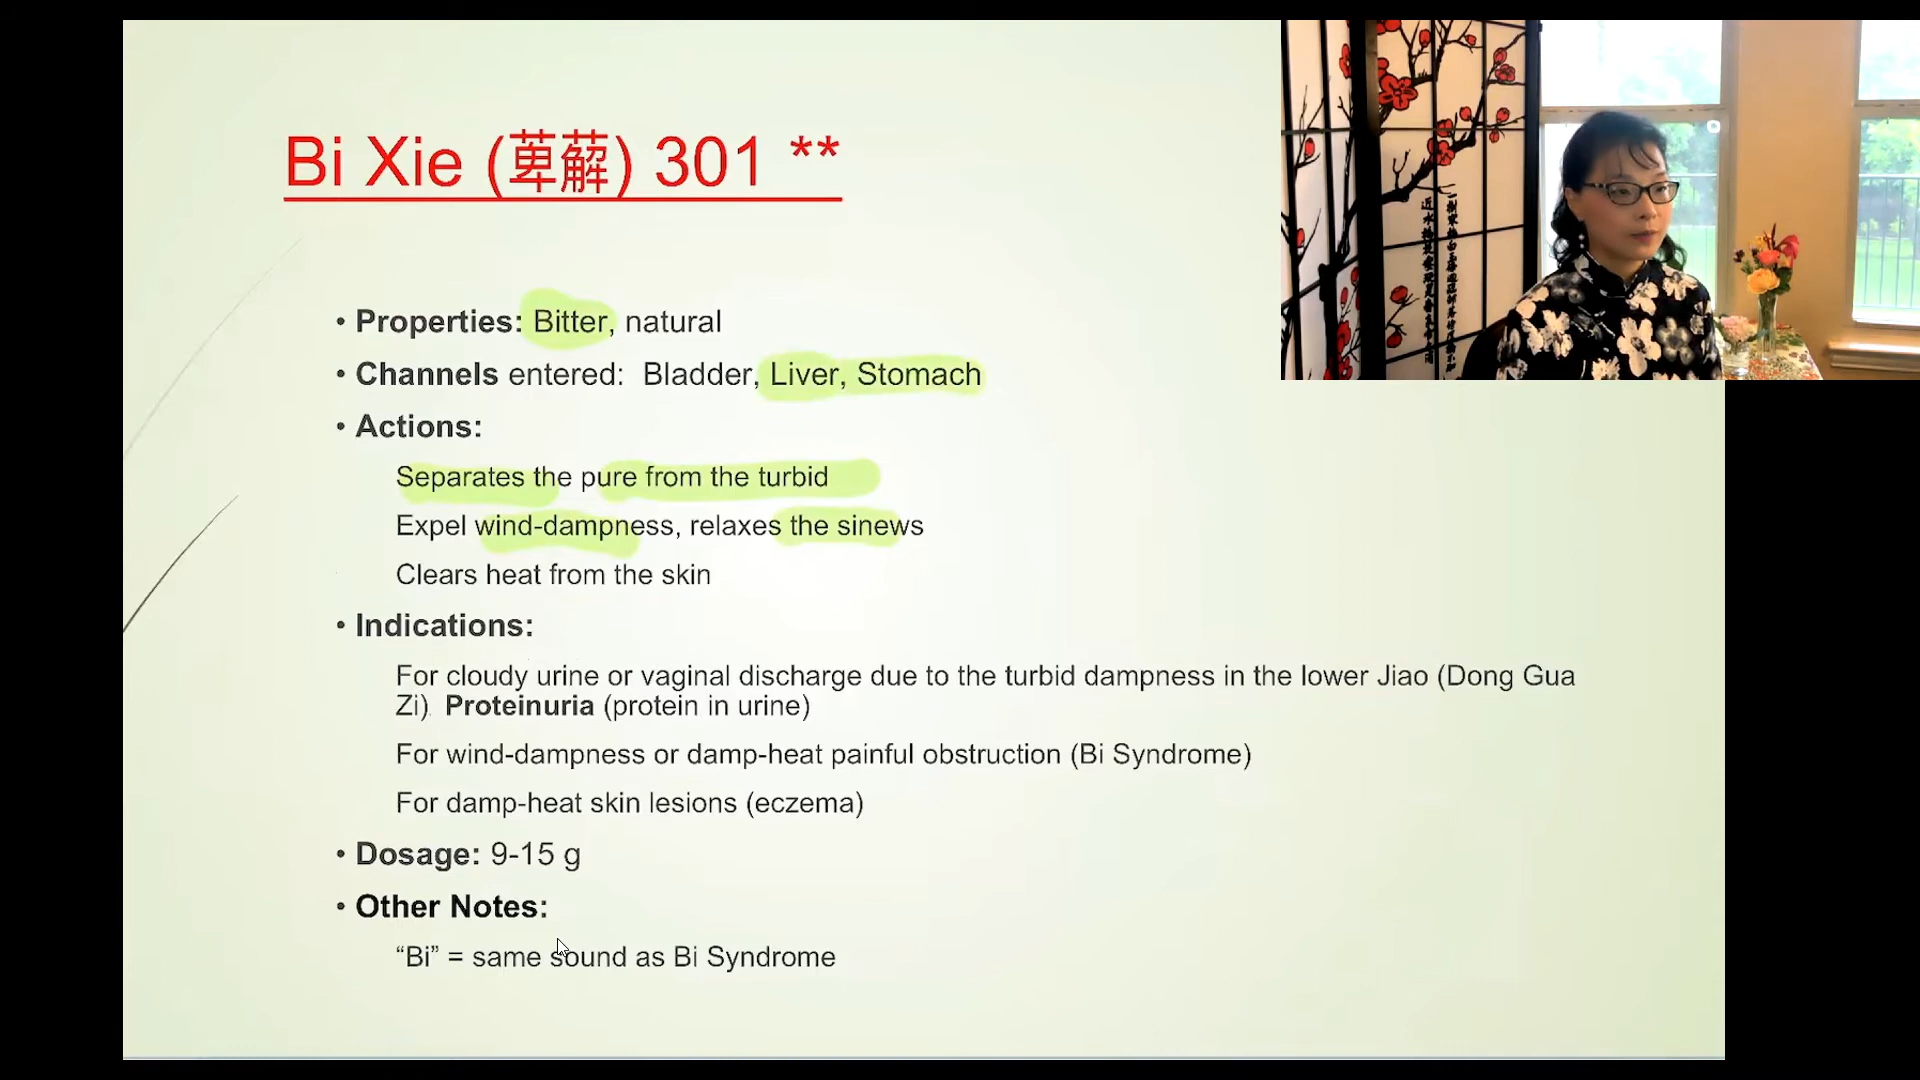 Bi Xie (萆薢) 301 **
• Properties: Bitter, natural
• Channels entered: Bladder, Liver, Stomach
• Actions:
Separates the pure from the turbid
Expel wind-dampness, relaxes the sinews
Clears heat from the skin
• Indications:
For cloudy urine or vaginal discharge due to the turbid dampness in the lower Jiao (Dong Gua
Zi) Proteinuria (protein in urine)
For wind-dampness or damp-heat painful obstruction (Bi Syndrome)
For damp-heat skin lesions (eczema)
• Dosage: 9-15 g
• Other Notes:
“Bi” = same sound as Bi Syndrome